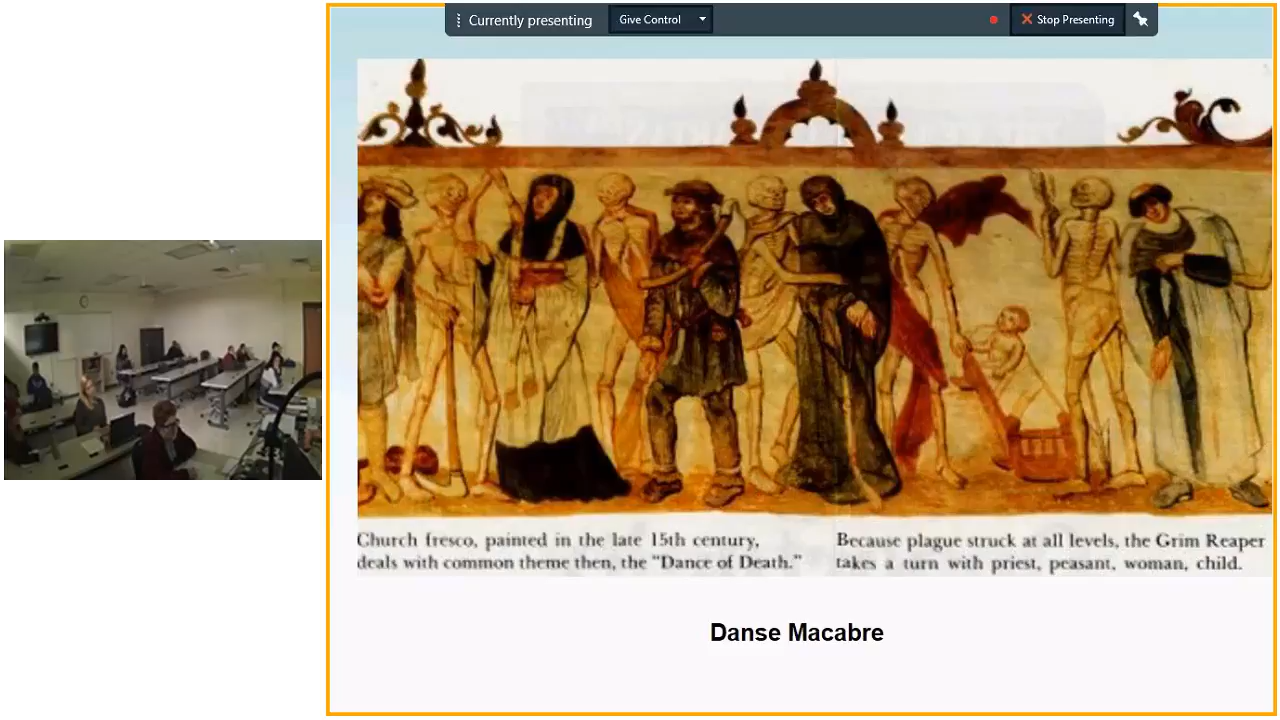 Currently presenting
Give Control
Stop Presenting
Church fresco, painted in the late 15th century,
deals with common theme then, the "Dance of Death."
Because plague struck at all levels, the Grim Reaper
takes a turn with priest, peasant, woman, child.
Danse Macabre